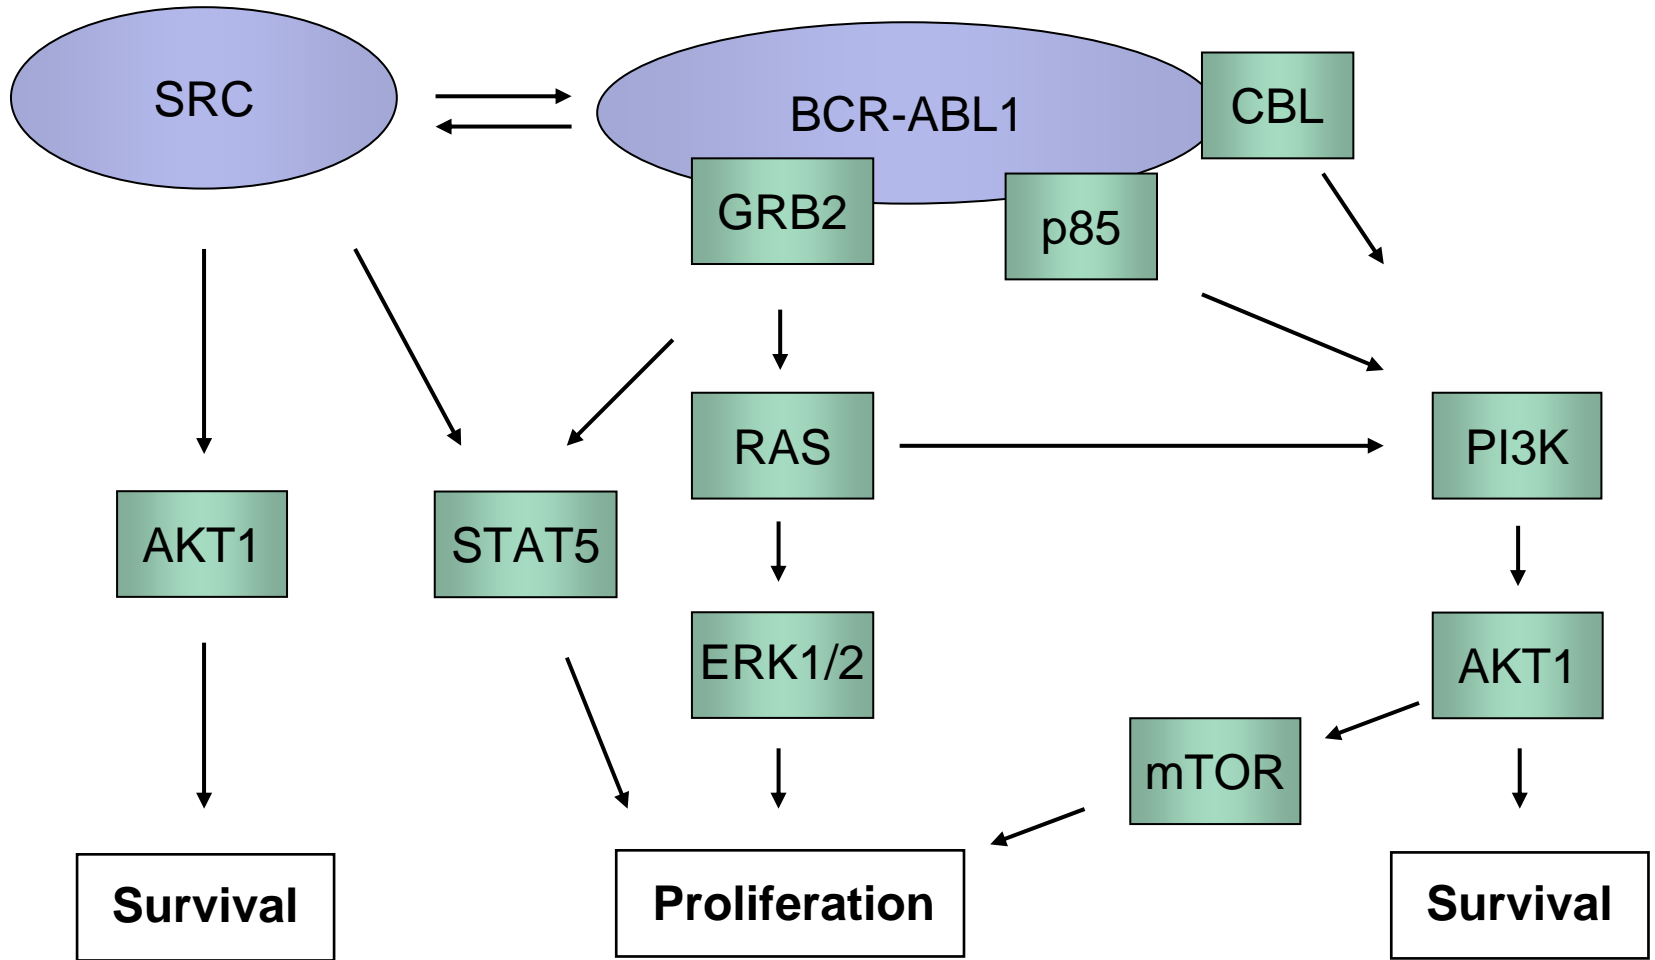 SRC
BCR-ABL1
CBL
GRB2
p85
RAS
PI3K
AKT1
STAT5
ERK1/2
AKT1
mTOR
Survival
Proliferation
Survival